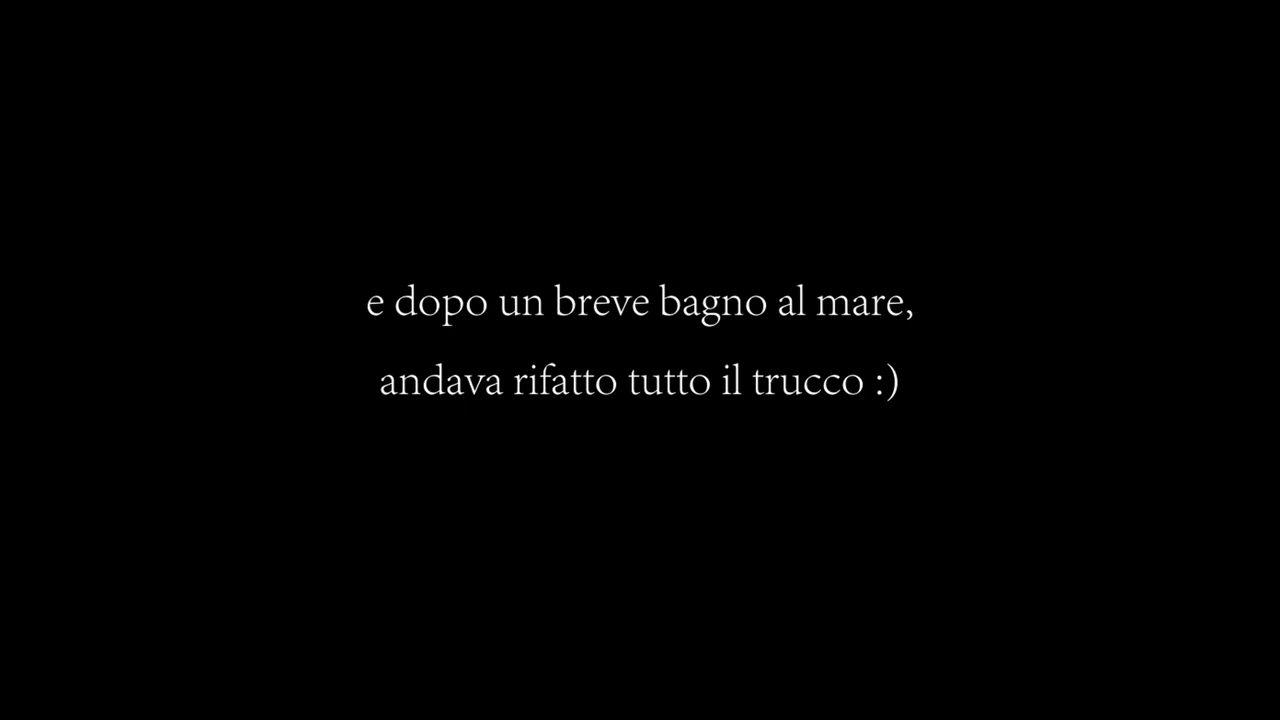 e dopo un breve bagno al mare,
andava rifatto tutto il trucco :)